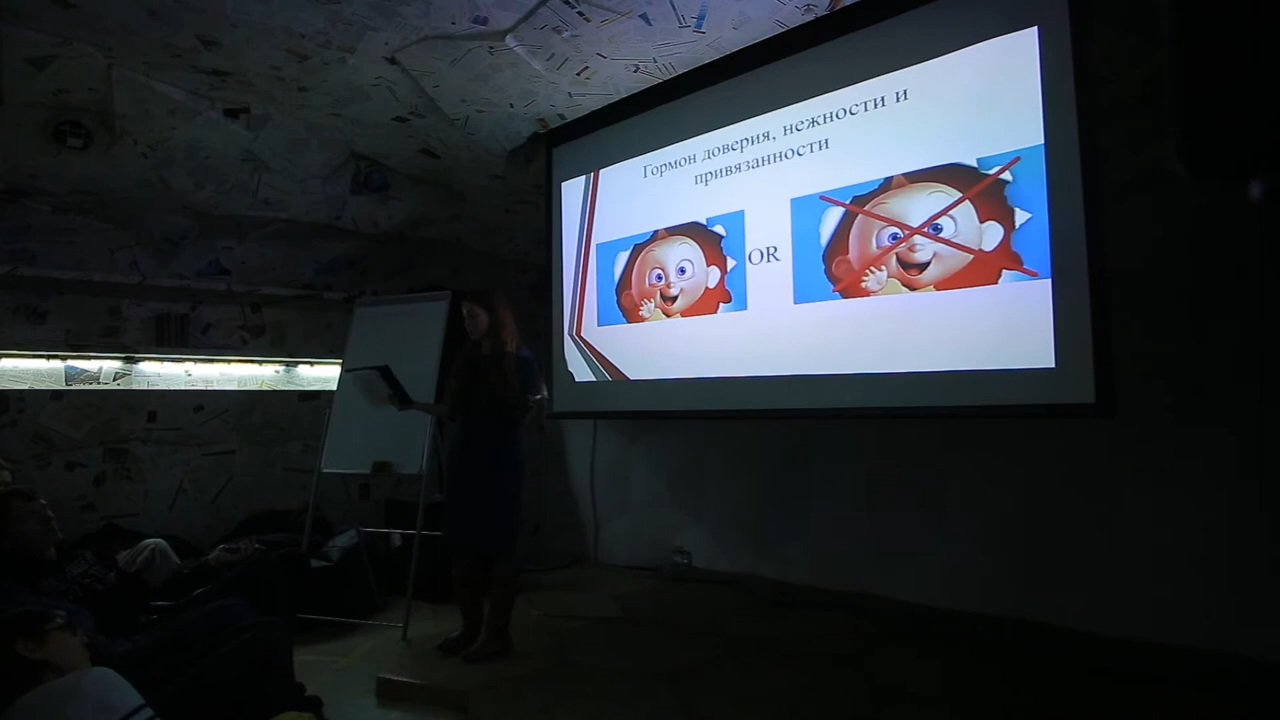 Гормон доверия, нежности и
привязанности
OR